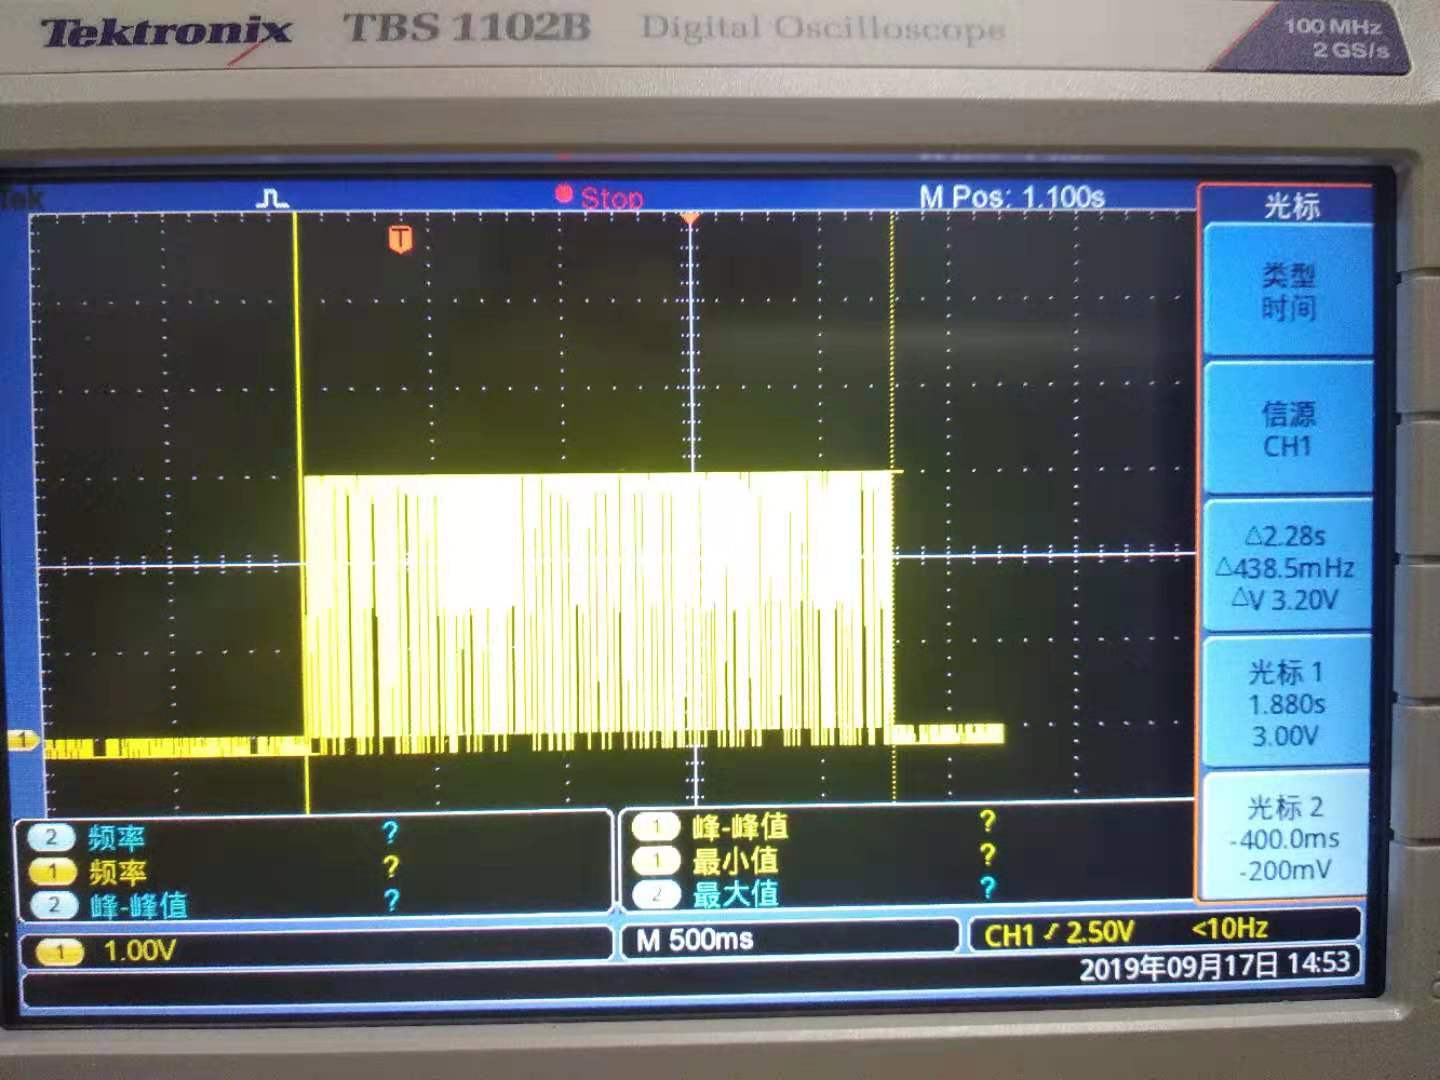 Tektronix TBS 1102B Digital Oscilloscope
100 MHz
2 GS/s
Tek Stop M Pos: 1.100s
T
1
光标
类型
时间
信源
CH1
△2.28s
△438.5mHz
△V 3.20V
光标 1
1.880s
3.00V
光标 2
-400.0ms
-200mV
2 频率 ?
1 频率 ?
2 峰-峰值 ?
1 峰-峰值 ?
1 最小值 ?
2 最大值 ?
1 1.00V
M 500ms
CH1 2.50V <10Hz
2019年09月17日 14:53